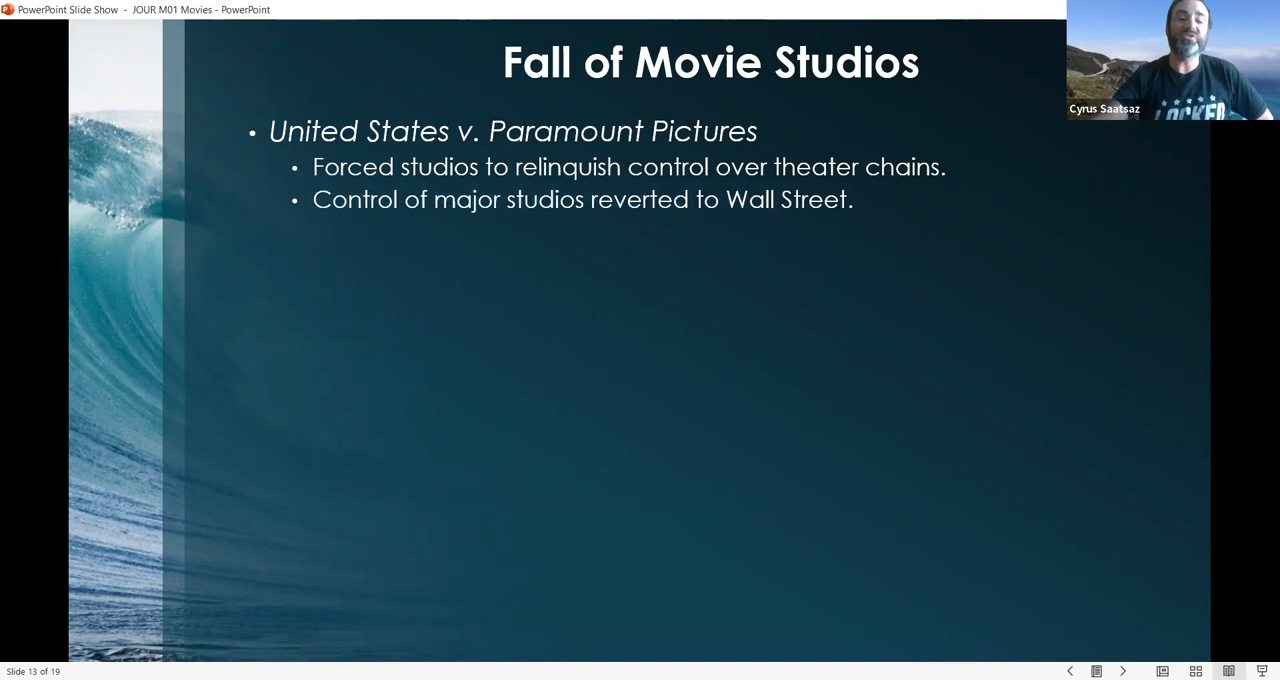 PowerPoint Slide Show - JOUR M01 Movies - PowerPoint
Fall of Movie Studios
• United States v. Paramount Pictures
• Forced studios to relinquish control over theater chains.
• Control of major studios reverted to Wall Street.
Cyrus Saatsaz
LOCKED
Slide 13 of 19